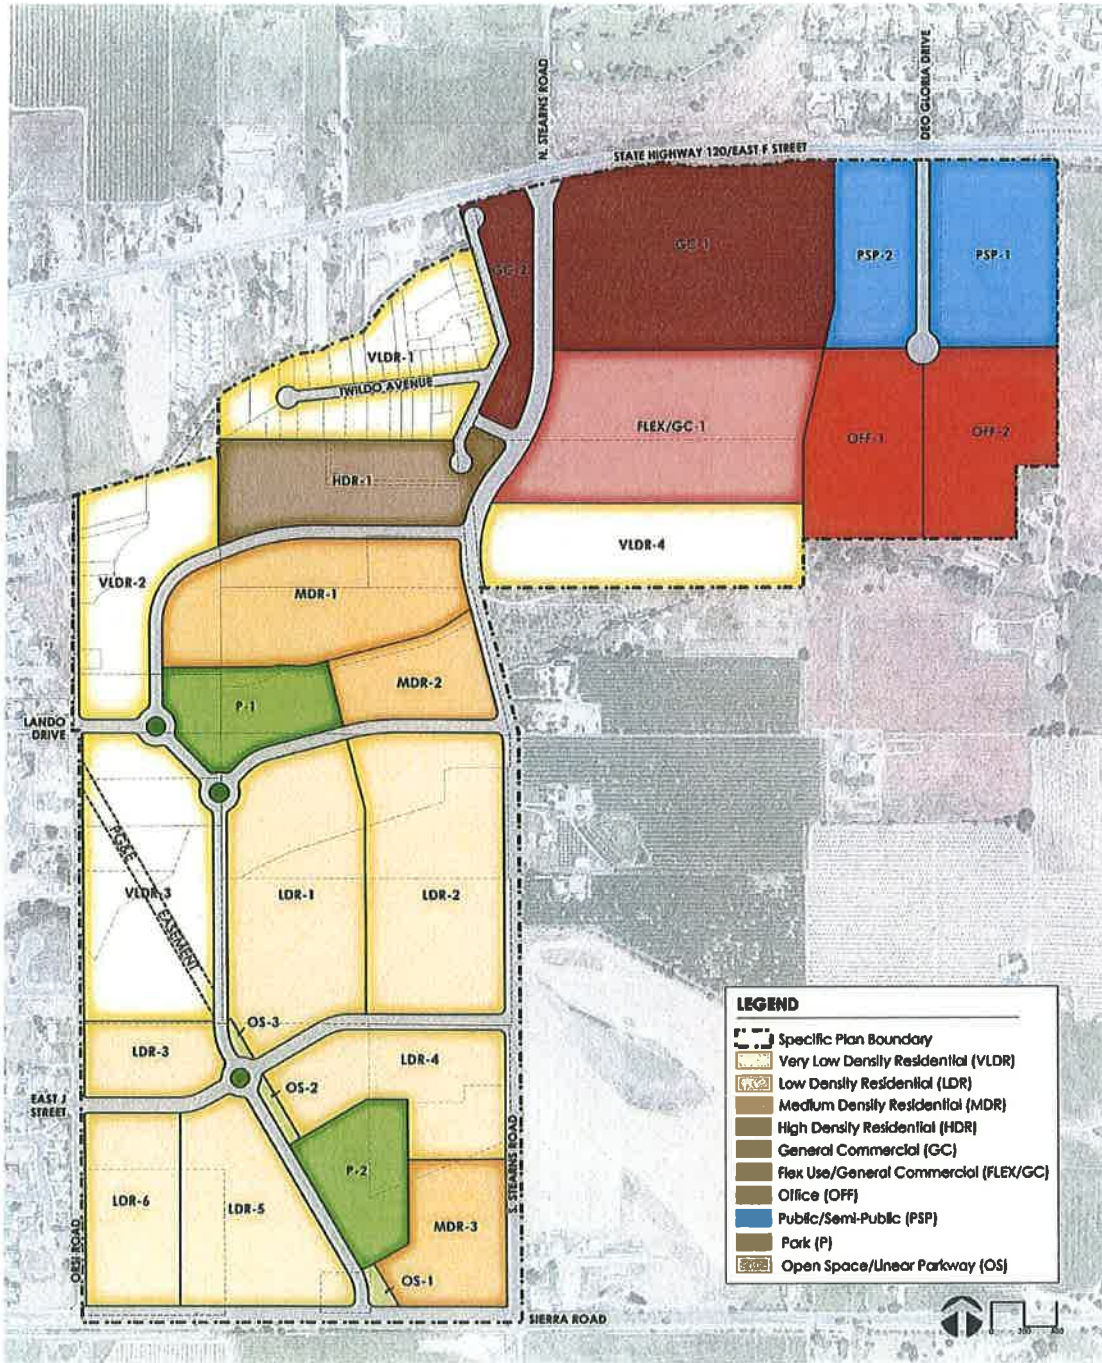 N. STEARNS ROAD
DEO GLORIA DRIVE
STATE HIGHWAY 120/EAST F STREET
GC-1
PSP-2
PSP-1
GC-2
VLDR-1
TWILDO AVENUE
FLEX/GC-1
OFF-1
OFF-2
HDR-1
VLDR-4
VLDR-2
MDR-1
MDR-2
P-1
LANDO
DRIVE
PG&E
EASEMENT
VLDR-3
LDR-1
LDR-2
OS-3
LDR-3
LDR-4
OS-2
EAST J
STREET
P-2
S. STEARNS ROAD
LDR-6
LDR-5
MDR-3
ORSI ROAD
OS-1
SIERRA ROAD
LEGEND
Specific Plan Boundary
Very Low Density Residential (VLDR)
Low Density Residential (LDR)
Medium Density Residential (MDR)
High Density Residential (HDR)
General Commercial (GC)
Flex Use/General Commercial (FLEX/GC)
Office (OFF)
Public/Semi-Public (PSP)
Park (P)
Open Space/Linear Parkway (OS)
0